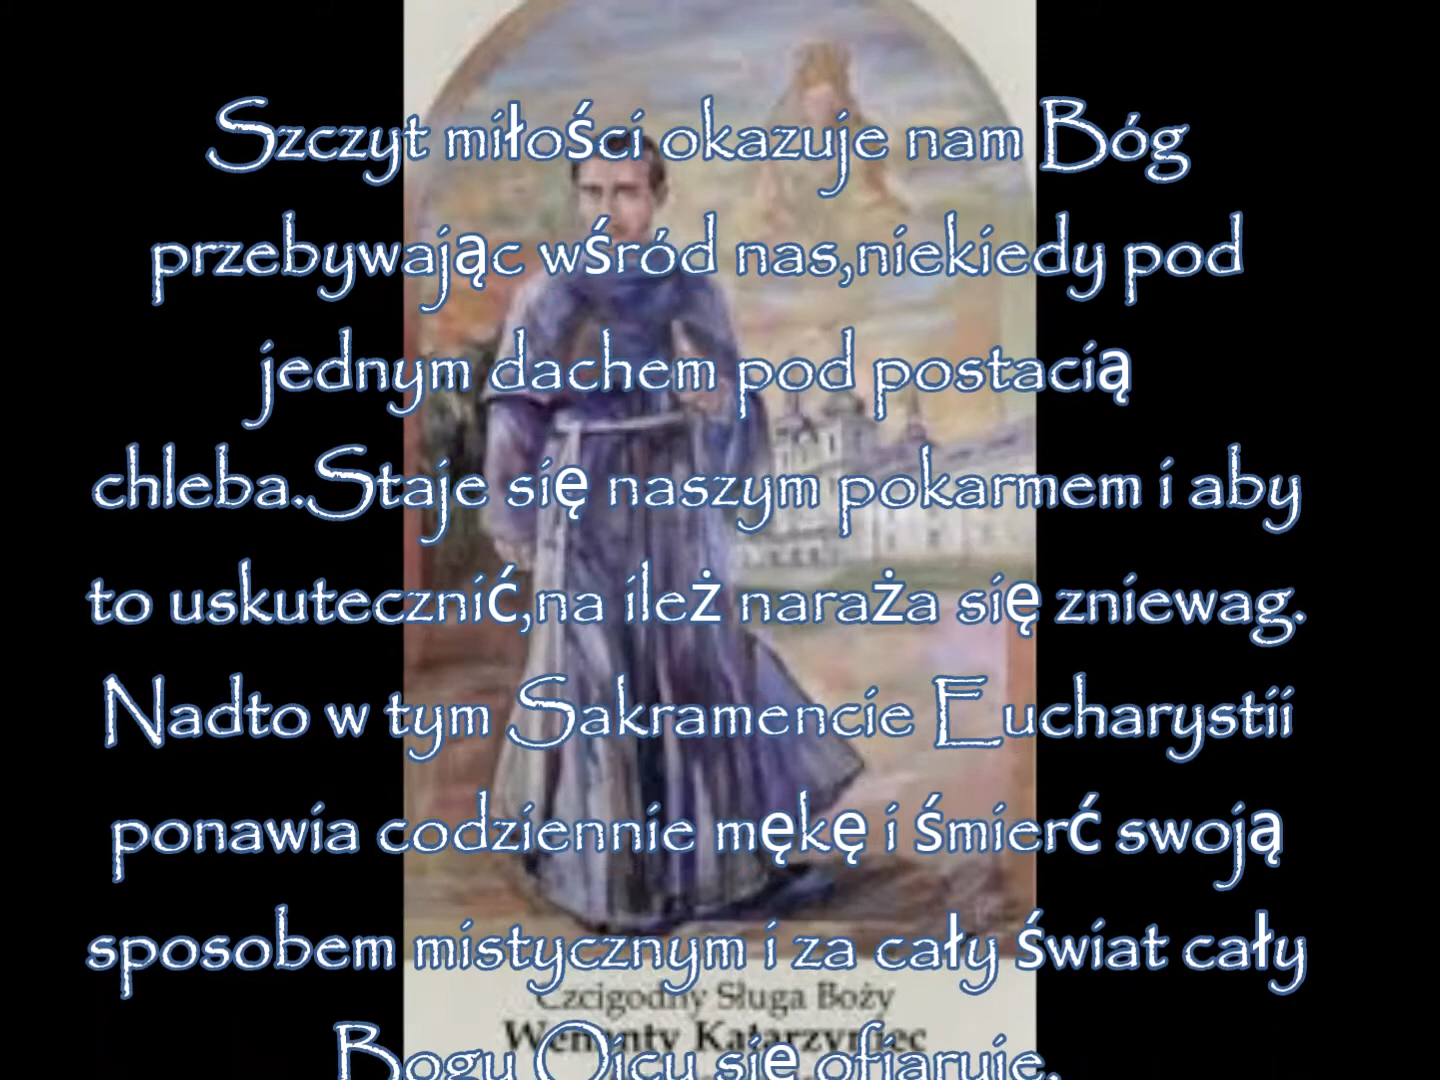 Szczyt miłości okazuje nam Bóg
przebywając wśród nas,niekiedy pod
jednym dachem pod postacią
chleba.Staje się naszym pokarmem i aby
to uskutecznić,na ileż naraża się zniewag.
Nadto w tym Sakramencie Eucharystii
ponawia codziennie mękę i śmierć swoją
sposobem mistycznym i za cały świat cały
Czcigodny Sługa Boży
Wenanty Katarzyniec
Bogu Ojcu się ofiaruje.